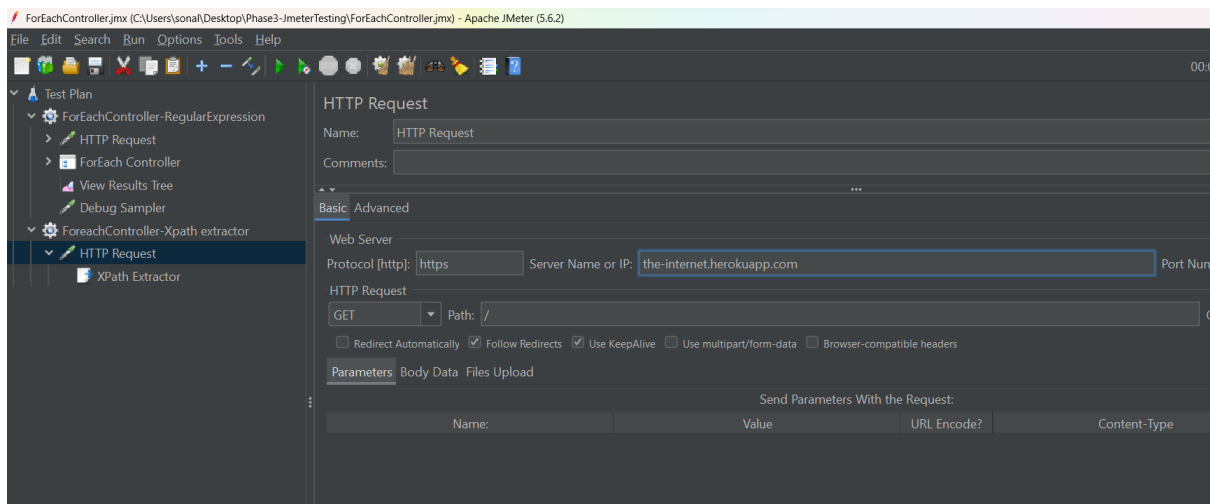 ForEachController.jmx (C:\Users\sonal\Desktop\Phase3-JmeterTesting\ForEachController.jmx) - Apache JMeter (5.6.2)
File Edit Search Run Options Tools Help
00:
Test Plan
ForEachController-RegularExpression
HTTP Request
ForEach Controller
View Results Tree
Debug Sampler
ForeachController-Xpath extractor
HTTP Request
XPath Extractor
HTTP Request
Name: HTTP Request
Comments:
Basic Advanced
Web Server
Protocol [http]: https Server Name or IP: the-internet.herokuapp.com Port Num
HTTP Request
GET Path: /
Redirect Automatically Follow Redirects Use KeepAlive Use multipart/form-data Browser-compatible headers
Parameters Body Data Files Upload
Send Parameters With the Request:
Name: Value URL Encode? Content-Type